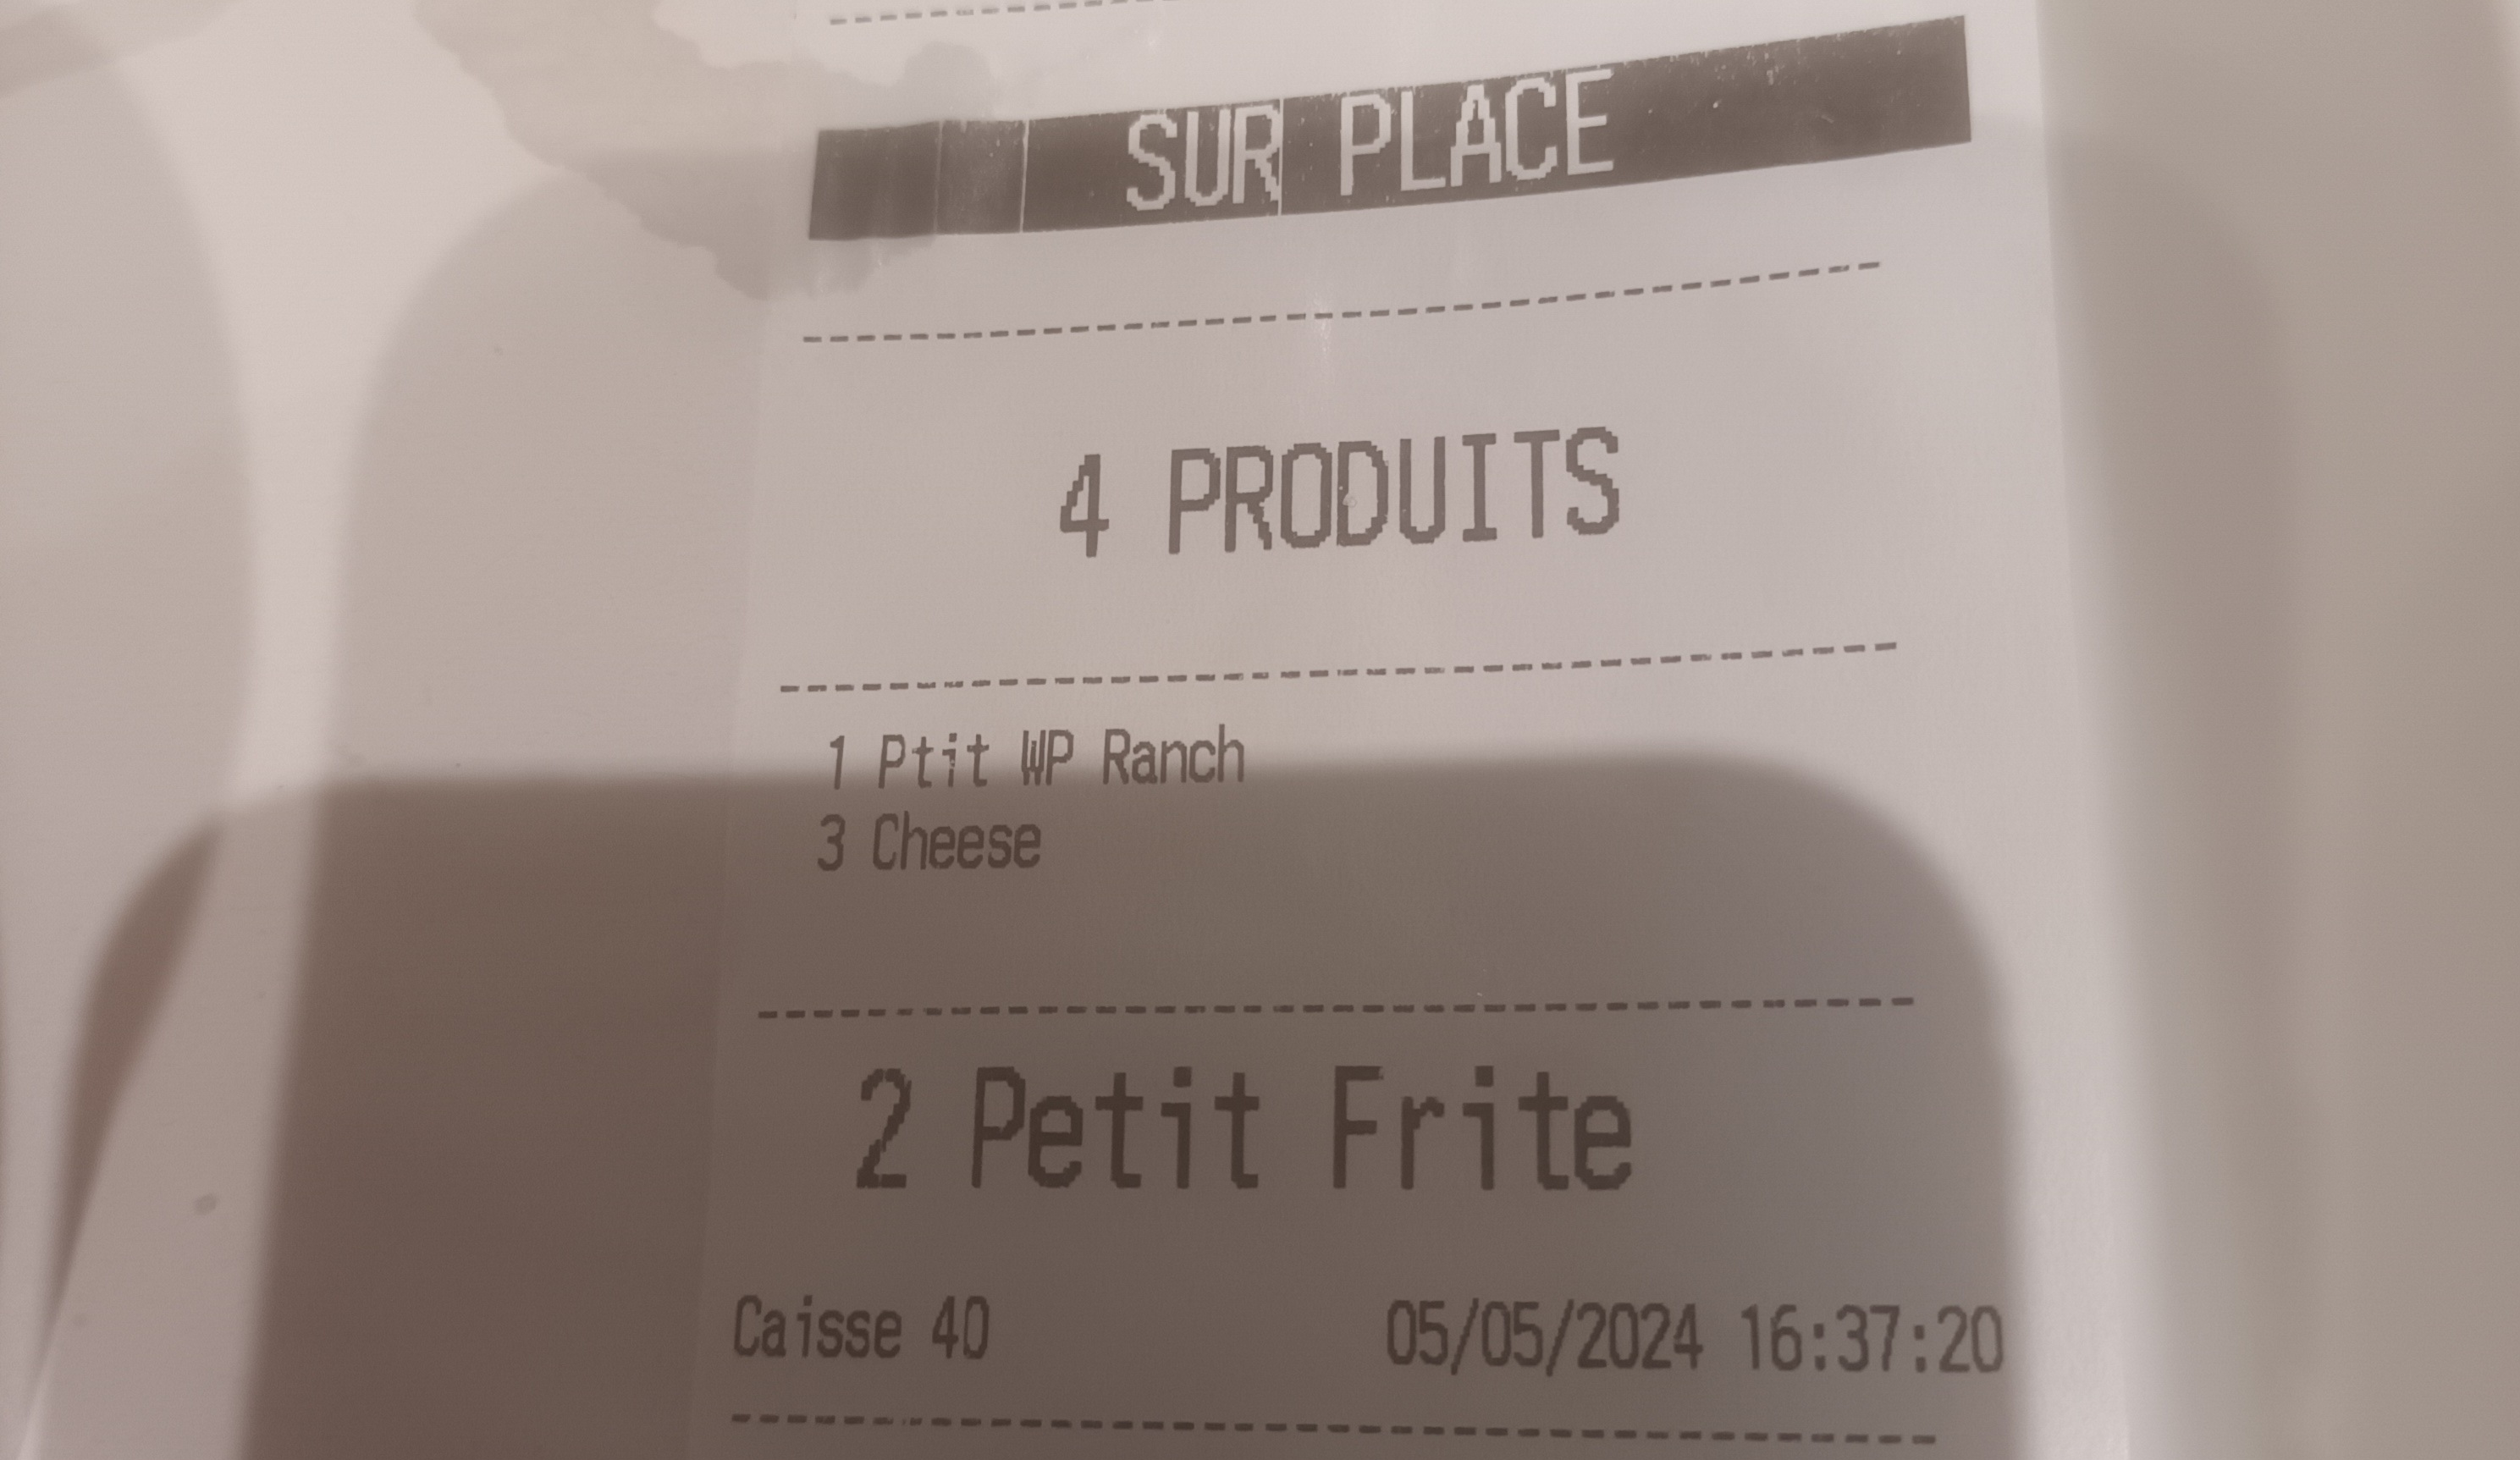 SUR PLACE
4 PRODUITS
1 Ptit WP Ranch
3 Cheese
2 Petit Frite
Caisse 40 05/05/2024 16:37:20